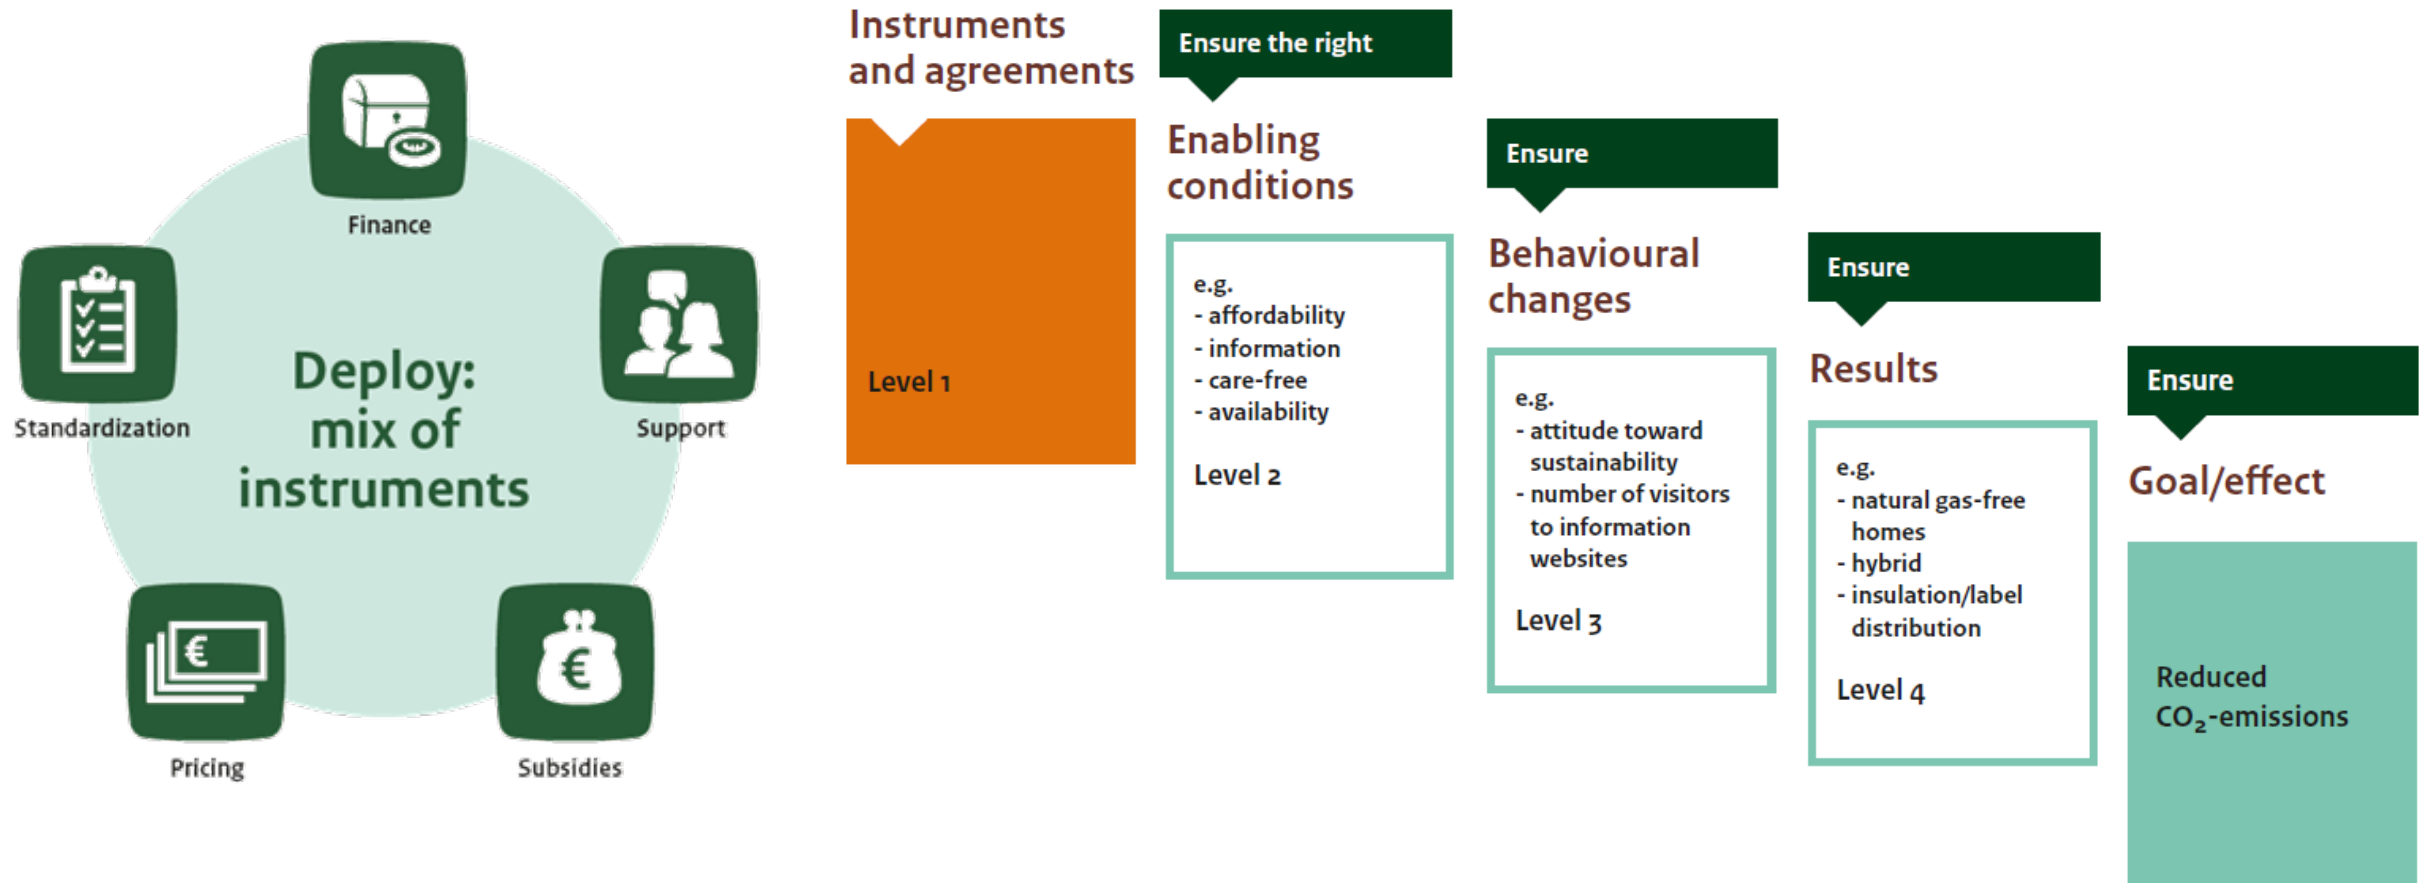 Finance
Standardization
Support
Deploy:
mix of
instruments
Pricing
Subsidies
Instruments
and agreements
Level 1
Ensure the right
Enabling
conditions
e.g.
- affordability
- information
- care-free
- availability
Level 2
Ensure
Behavioural
changes
e.g.
- attitude toward
sustainability
- number of visitors
to information
websites
Level 3
Ensure
Results
e.g.
- natural gas-free
homes
- hybrid
- insulation/label
distribution
Level 4
Ensure
Goal/effect
Reduced
CO₂-emissions